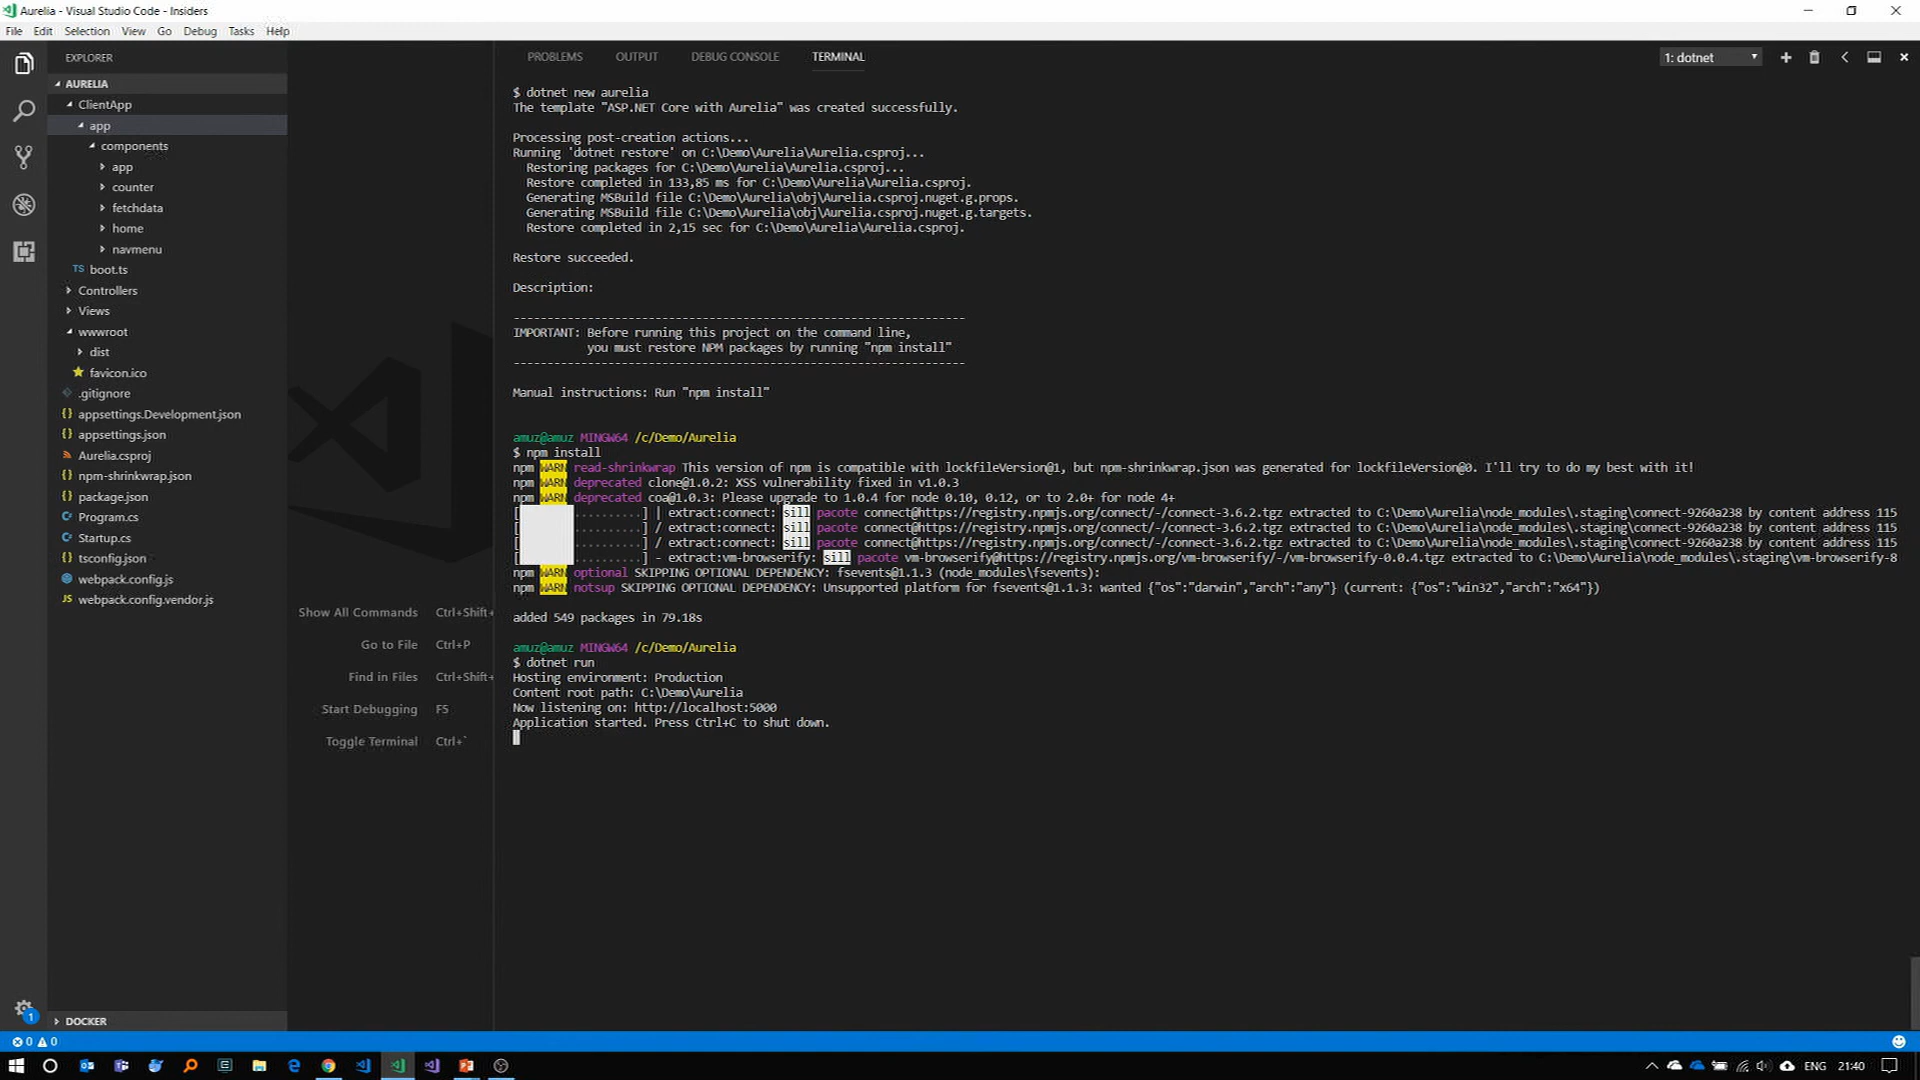 Aurelia - Visual Studio Code - Insiders
File Edit Selection View Go Debug Tasks Help
EXPLORER
AURELIA
ClientApp
app
components
app
counter
fetchdata
home
navmenu
TS boot.ts
Controllers
Views
wwwroot
dist
favicon.ico
.gitignore
{} appsettings.Development.json
{} appsettings.json
Aurelia.csproj
{} npm-shrinkwrap.json
{} package.json
C# Program.cs
C# Startup.cs
{} tsconfig.json
webpack.config.js
JS webpack.config.vendor.js
DOCKER
Show All Commands Ctrl+Shift+
Go to File Ctrl+P
Find in Files Ctrl+Shift+
Start Debugging F5
Toggle Terminal Ctrl+`
PROBLEMS OUTPUT DEBUG CONSOLE TERMINAL 1: dotnet
$ dotnet new aurelia
The template "ASP.NET Core with Aurelia" was created successfully.
Processing post-creation actions...
Running 'dotnet restore' on C:\Demo\Aurelia\Aurelia.csproj...
Restoring packages for C:\Demo\Aurelia\Aurelia.csproj...
Restore completed in 133,85 ms for C:\Demo\Aurelia\Aurelia.csproj.
Generating MSBuild file C:\Demo\Aurelia\obj\Aurelia.csproj.nuget.g.props.
Generating MSBuild file C:\Demo\Aurelia\obj\Aurelia.csproj.nuget.g.targets.
Restore completed in 2,15 sec for C:\Demo\Aurelia\Aurelia.csproj.
Restore succeeded.
Description:
-------------------------------------------------------------------
IMPORTANT: Before running this project on the command line,
you must restore NPM packages by running "npm install"
-------------------------------------------------------------------
Manual instructions: Run "npm install"
amuz@amuz MINGW64 /c/Demo/Aurelia
$ npm install
npm WARN read-shrinkwrap This version of npm is compatible with lockfileVersion@1, but npm-shrinkwrap.json was generated for lockfileVersion@0. I'll try to do my best with it!
npm WARN deprecated clone@1.0.2: XSS vulnerability fixed in v1.0.3
npm WARN deprecated coa@1.0.3: Please upgrade to 1.0.4 for node 0.10, 0.12, or to 2.0+ for node 4+
[ ..........] | extract:connect: sill pacote connect@https://registry.npmjs.org/connect/-/connect-3.6.2.tgz extracted to C:\Demo\Aurelia\node_modules\.staging\connect-9260a238 by content address 115
[ ..........] / extract:connect: sill pacote connect@https://registry.npmjs.org/connect/-/connect-3.6.2.tgz extracted to C:\Demo\Aurelia\node_modules\.staging\connect-9260a238 by content address 115
[ ..........] / extract:connect: sill pacote connect@https://registry.npmjs.org/connect/-/connect-3.6.2.tgz extracted to C:\Demo\Aurelia\node_modules\.staging\connect-9260a238 by content address 115
[ ..........] - extract:vm-browserify: sill pacote vm-browserify@https://registry.npmjs.org/vm-browserify/-/vm-browserify-0.0.4.tgz extracted to C:\Demo\Aurelia\node_modules\.staging\vm-browserify-8
npm WARN optional SKIPPING OPTIONAL DEPENDENCY: fsevents@1.1.3 (node_modules\fsevents):
npm WARN notsup SKIPPING OPTIONAL DEPENDENCY: Unsupported platform for fsevents@1.1.3: wanted {"os":"darwin","arch":"any"} (current: {"os":"win32","arch":"x64"})
added 549 packages in 79.18s
amuz@amuz MINGW64 /c/Demo/Aurelia
$ dotnet run
Hosting environment: Production
Content root path: C:\Demo\Aurelia
Now listening on: http://localhost:5000
Application started. Press Ctrl+C to shut down.
1
0 0
ENG 21:40